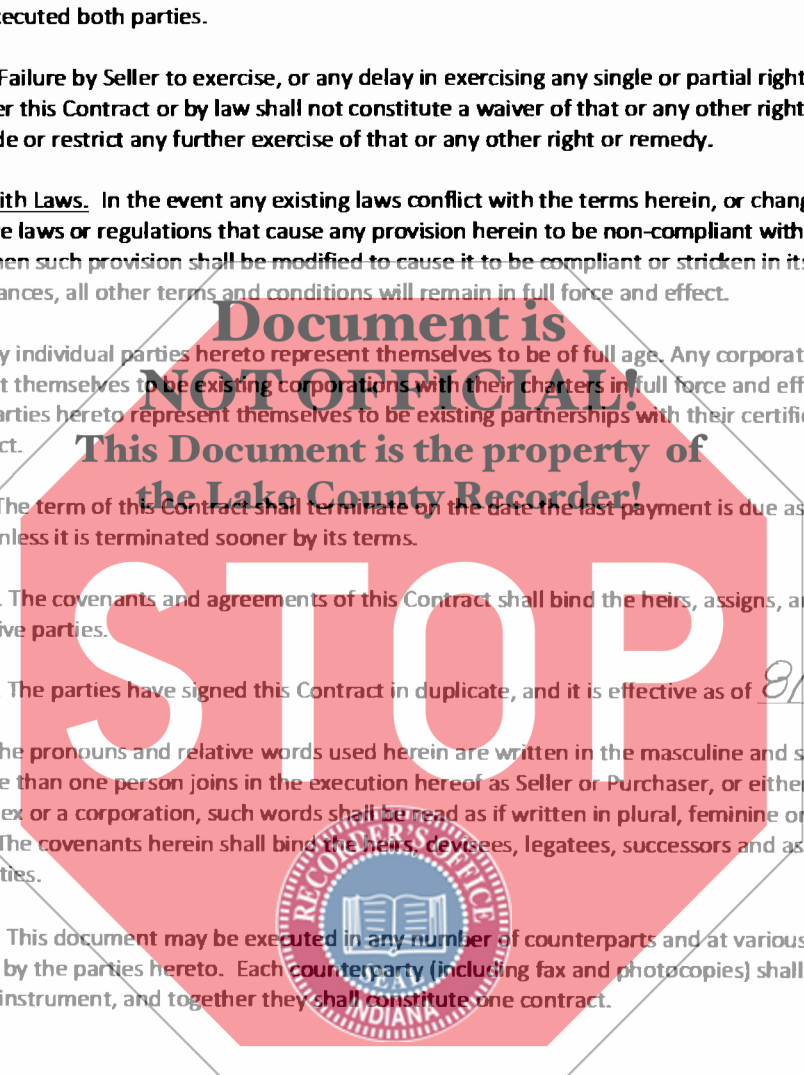 ecuted both parties.
Failure by Seller to exercise, or any delay in exercising any single or partial right
er this Contract or by law shall not constitute a waiver of that or any other right
de or restrict any further exercise of that or any other right or remedy.
ith Laws. In the event any existing laws conflict with the terms herein, or chang
e laws or regulations that cause any provision herein to be non-compliant with
hen such provision shall be modified to cause it to be compliant or stricken in its
ances, all other terms and conditions will remain in full force and effect.
Document is
y individual parties hereto represent themselves to be of full age. Any corporat
t themselves to be existing corporations with their charters in full force and eff
NOT OFFICIAL!
arties hereto represent themselves to be existing partnerships with their certific
ct.
This Document is the property of
the Lake County Recorder!
The term of this Contract shall terminate on the date the last payment is due as
nless it is terminated sooner by its terms.
. The covenants and agreements of this Contract shall bind the heirs, assigns, a
ive parties.
STOP
The parties have signed this Contract in duplicate, and it is effective as of 8/
he pronouns and relative words used herein are written in the masculine and s
e than one person joins in the execution hereof as Seller or Purchaser, or either
ex or a corporation, such words shall be read as if written in plural, feminine or
The covenants herein shall bind the heirs, devisees, legatees, successors and as
ties.
RECORDER'S OFFICE
This document may be executed in any number of counterparts and at various
by the parties hereto. Each counterparty (including fax and photocopies) shall
SEAL
instrument, and together they shall constitute one contract.
INDIANA